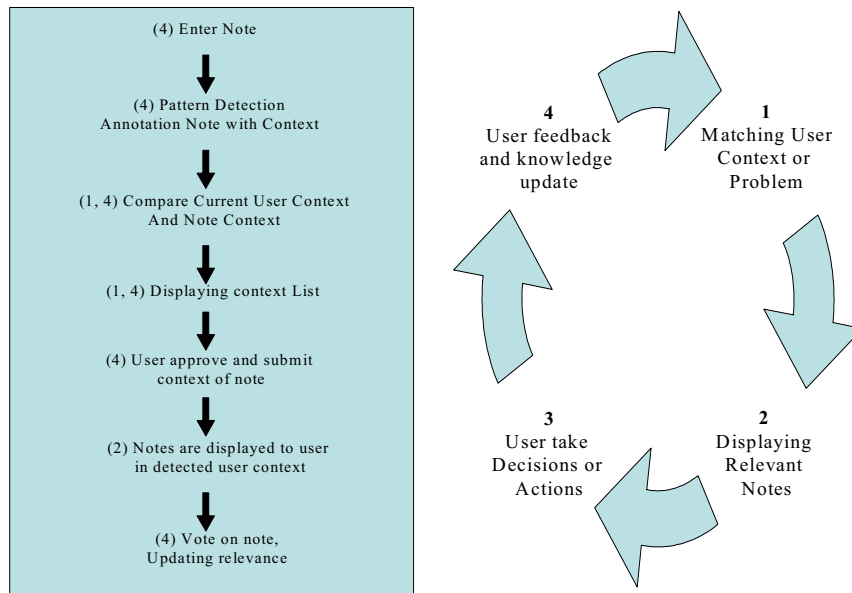 (4) Enter Note
(4) Pattern Detection
Annotation Note with Context
(1, 4) Compare Current User Context
And Note Context
(1, 4) Displaying context List
(4) User approve and submit
context of note
(2) Notes are displayed to user
in detected user context
(4) Vote on note,
Updating relevance
4
User feedback
and knowledge
update
1
Matching User
Context or
Problem
3
User take
Decisions or
Actions
2
Displaying
Relevant
Notes